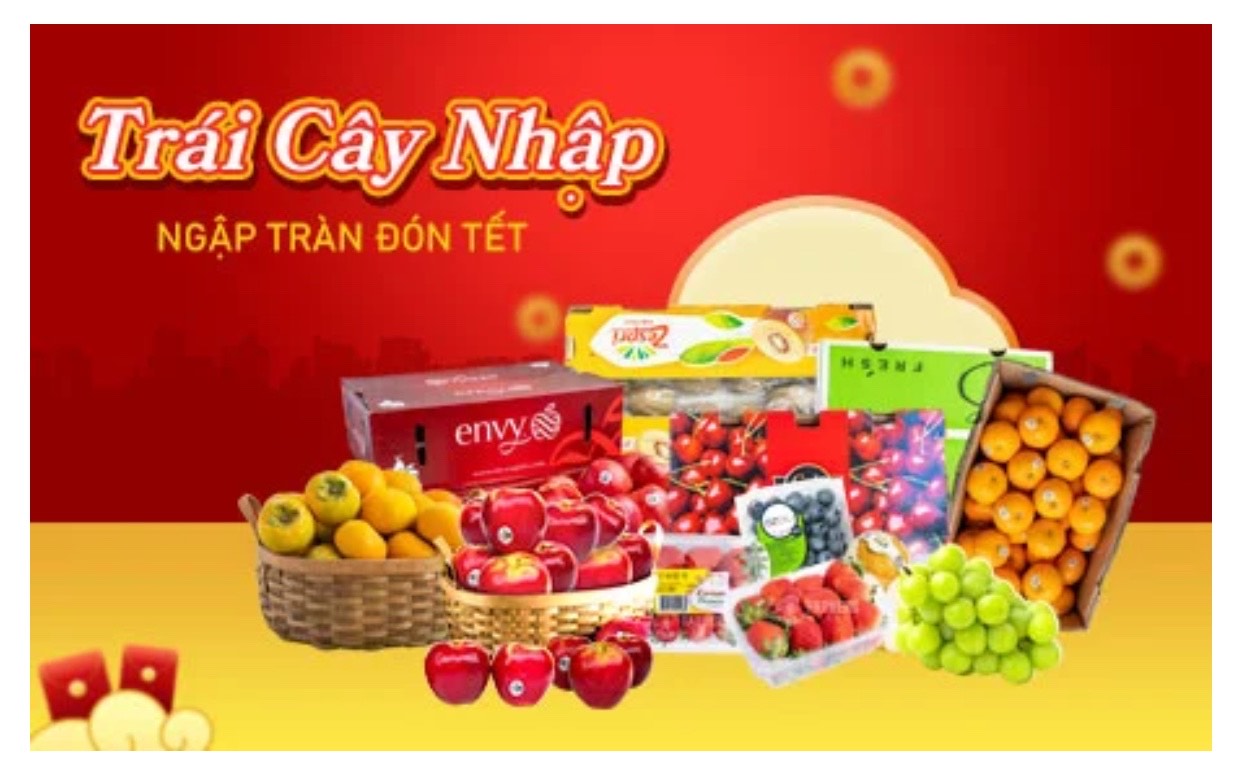 Trái Cây Nhập
NGẬP TRÀN ĐÓN TẾT
Zespri
FRESH
envy